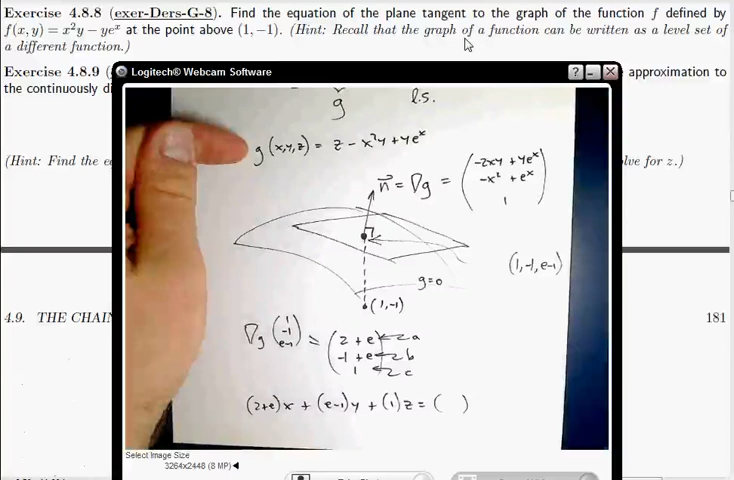 Exercise 4.8.8 (exer-Ders-G-8). Find the equation of the plane tangent to the graph of the function f defined by
f(x, y) = x²y − yeˣ at the point above (1, −1). (Hint: Recall that the graph of a function can be written as a level set of
a different function.)
Exercise 4.8.9 (
Logitech® Webcam Software
approximation to
the continuously di
g
l.s.
g(x,y,z) = z - x²y + yeˣ
(Hint: Find the e
lve for z.)
n⃗ = ∇g = ( -2xy + yeˣ
-x² + eˣ
1 )
(1,-1,e-1)
g=0
(1,-1)
4.9. THE CHAIN
181
∇g ( 1
-1
e-1 ) = ( 2 + e ← a
-1 + e ← b
1 ← c
(2+e)x + (e-1)y + (1)z = ( )
Select Image Size
3264x2448 (8 MP)